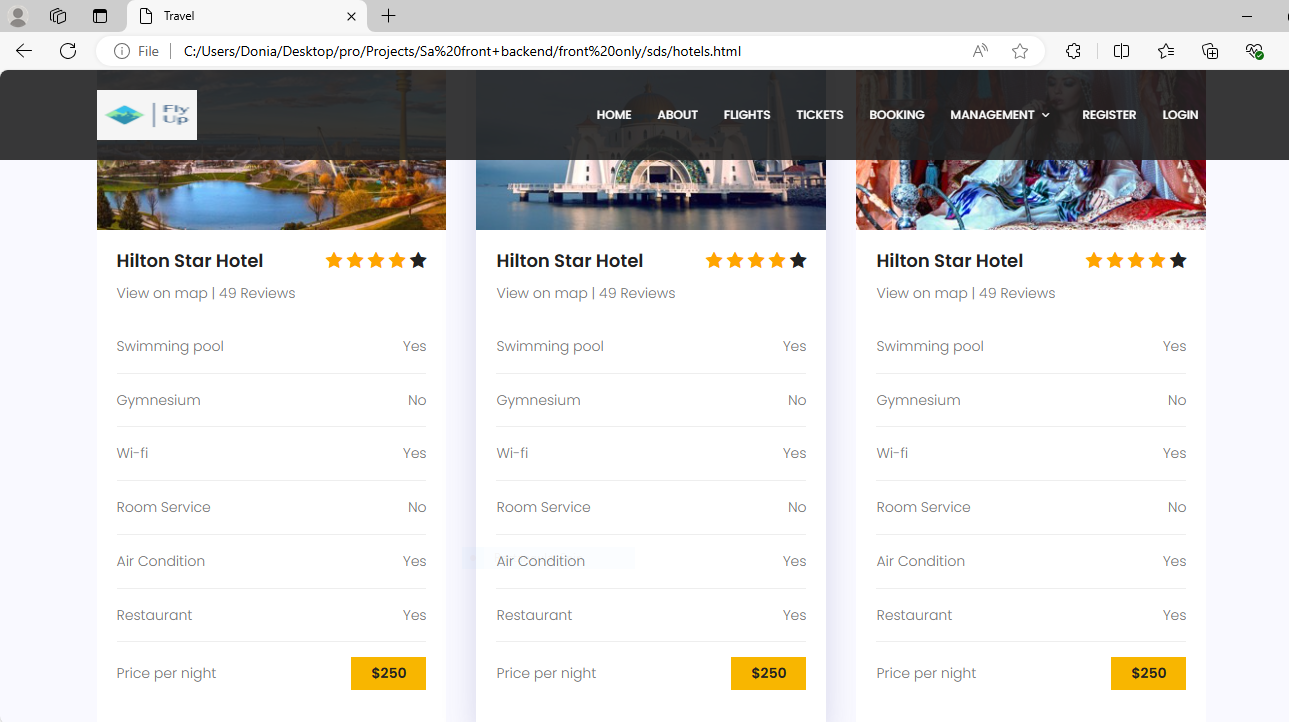 Travel
File C:/Users/Donia/Desktop/pro/Projects/Sa%20front+backend/front%20only/sds/hotels.html
Fly Up
HOME ABOUT FLIGHTS TICKETS BOOKING MANAGEMENT REGISTER LOGIN
Hilton Star Hotel
View on map | 49 Reviews
Swimming pool Yes
Gymnesium No
Wi-fi Yes
Room Service No
Air Condition Yes
Restaurant Yes
Price per night $250
Hilton Star Hotel
View on map | 49 Reviews
Swimming pool Yes
Gymnesium No
Wi-fi Yes
Room Service No
Air Condition Yes
Restaurant Yes
Price per night $250
Hilton Star Hotel
View on map | 49 Reviews
Swimming pool Yes
Gymnesium No
Wi-fi Yes
Room Service No
Air Condition Yes
Restaurant Yes
Price per night $250